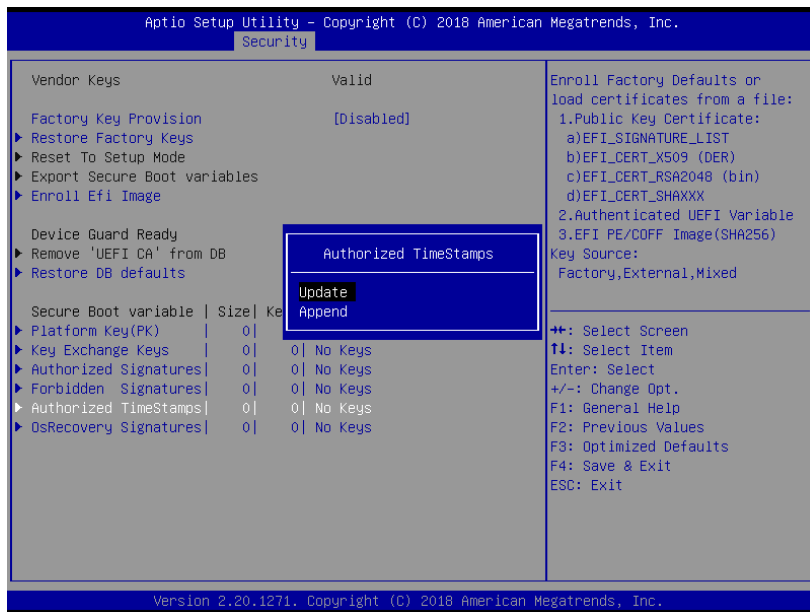 Aptio Setup Utility – Copyright (C) 2018 American Megatrends, Inc.
Security
Vendor Keys Valid
Factory Key Provision [Disabled]
Restore Factory Keys
Reset To Setup Mode
Export Secure Boot variables
Enroll Efi Image
Device Guard Ready
Remove 'UEFI CA' from DB
Restore DB defaults
Secure Boot variable | Size| Ke
Platform Key(PK) | 0|
Key Exchange Keys | 0| 0| No Keys
Authorized Signatures| 0| 0| No Keys
Forbidden Signatures| 0| 0| No Keys
Authorized TimeStamps| 0| 0| No Keys
OsRecovery Signatures| 0| 0| No Keys
Authorized TimeStamps
Update
Append
Enroll Factory Defaults or
load certificates from a file:
1.Public Key Certificate:
a)EFI_SIGNATURE_LIST
b)EFI_CERT_X509 (DER)
c)EFI_CERT_RSA2048 (bin)
d)EFI_CERT_SHAXXX
2.Authenticated UEFI Variable
3.EFI PE/COFF Image(SHA256)
Key Source:
Factory,External,Mixed
→←: Select Screen
↑↓: Select Item
Enter: Select
+/-: Change Opt.
F1: General Help
F2: Previous Values
F3: Optimized Defaults
F4: Save & Exit
ESC: Exit
Version 2.20.1271. Copyright (C) 2018 American Megatrends, Inc.